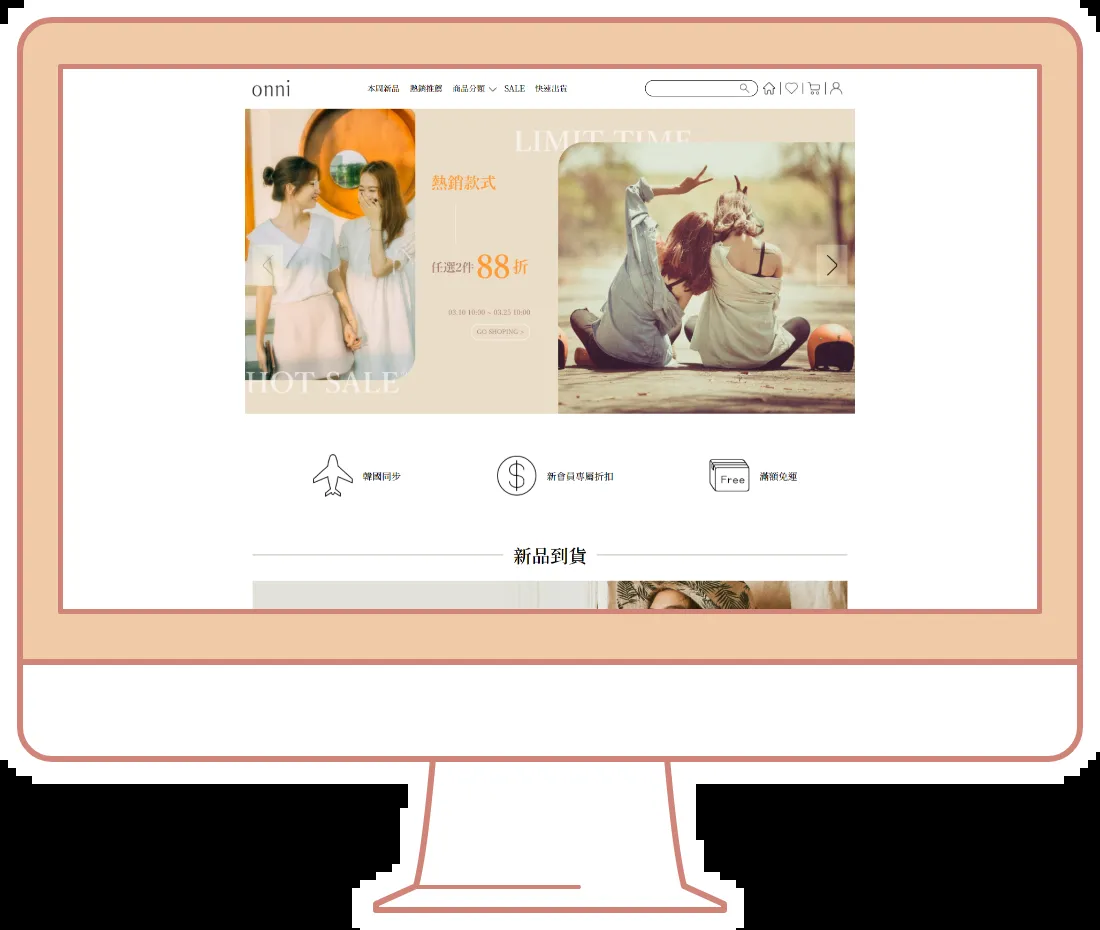 onni
本周新品 熱銷推薦 商品分類 SALE 快速出貨
LIMIT TIME
熱銷款式
任選2件 88 折
03.10 10:00 ~ 03.25 10:00
GO SHOPING >
HOT SALE
韓國同步
$ 新會員專屬折扣
Free 滿額免運
新品到貨